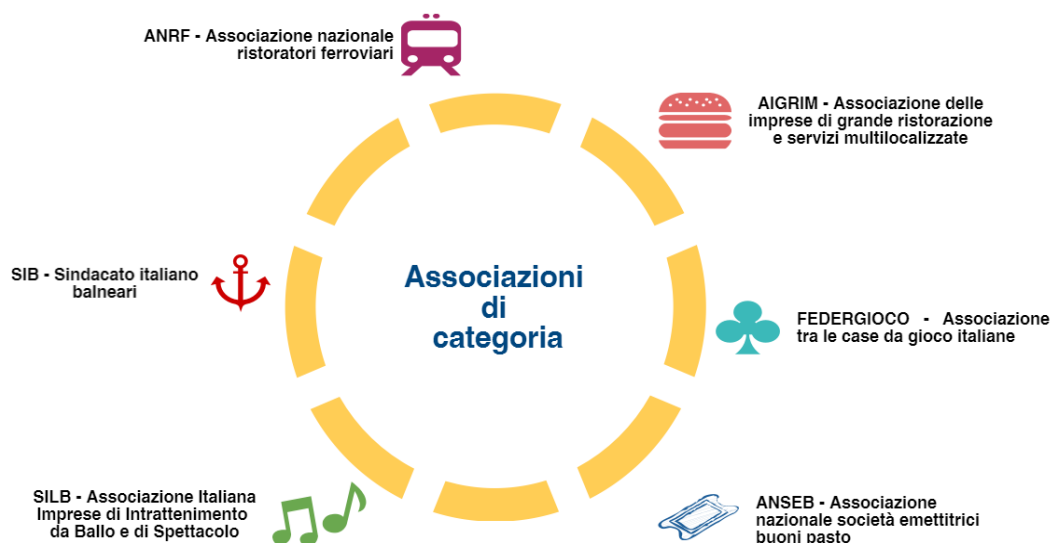 ANRF - Associazione nazionale
ristoratori ferroviari
AIGRIM - Associazione delle
imprese di grande ristorazione
e servizi multilocalizzate
SIB - Sindacato italiano
balneari
Associazioni
di
categoria
FEDERGIOCO - Associazione
tra le case da gioco italiane
SILB - Associazione Italiana
Imprese di Intrattenimento
da Ballo e di Spettacolo
ANSEB - Associazione
nazionale società emettitrici
buoni pasto